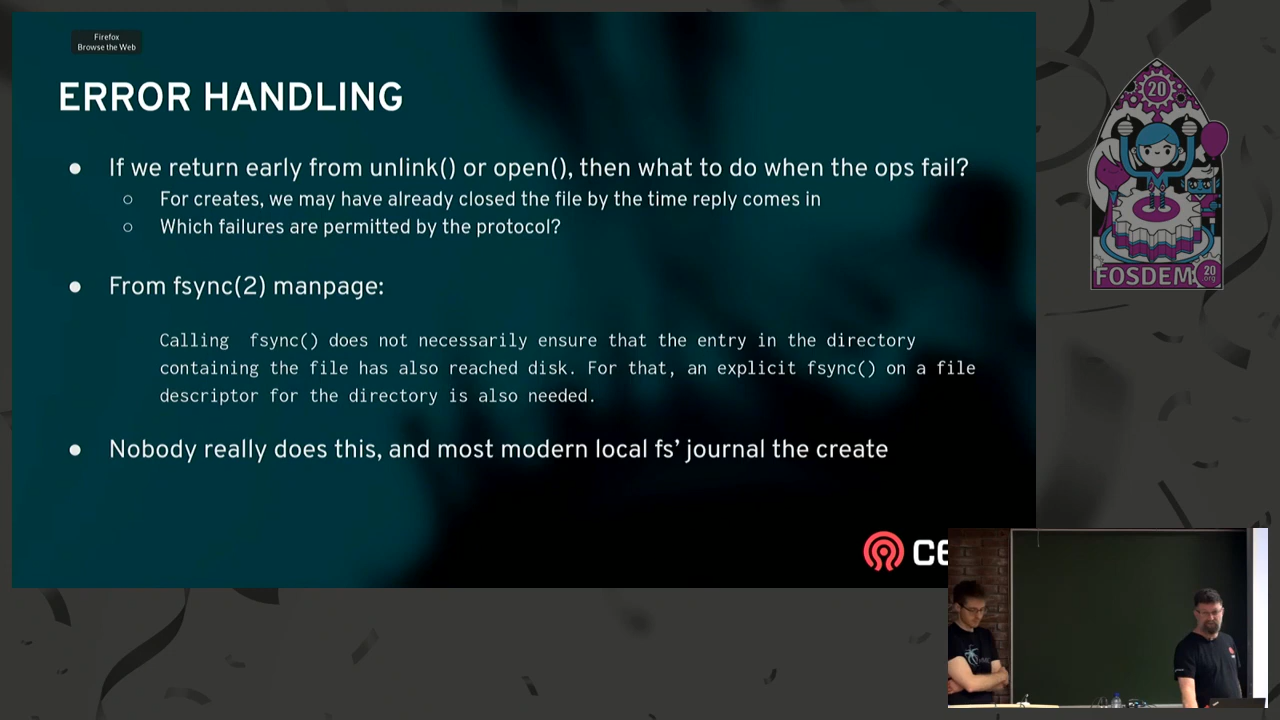 Firefox
Browse the Web
ERROR HANDLING
● If we return early from unlink() or open(), then what to do when the ops fail?
○ For creates, we may have already closed the file by the time reply comes in
○ Which failures are permitted by the protocol?
● From fsync(2) manpage:
Calling fsync() does not necessarily ensure that the entry in the directory
containing the file has also reached disk. For that, an explicit fsync() on a file
descriptor for the directory is also needed.
● Nobody really does this, and most modern local fs’ journal the create
20
FOSDEM
20
.org